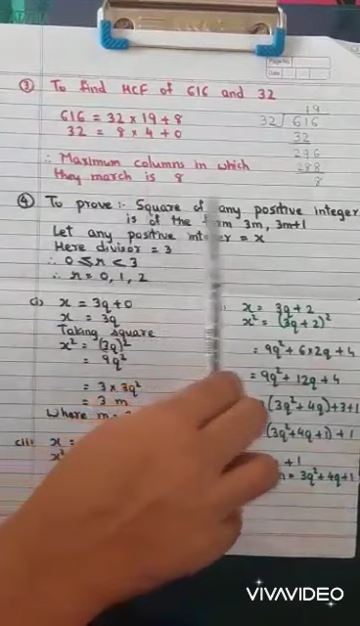 Page No.
Date
③ To find HCF of 616 and 32
616 = 32 × 19 + 8
32 = 8 × 4 + 0
∴ Maximum columns in which
they march is 8
19
32 ) 616
32
296
288
8
④ To prove :- Square of any positive integer
is of the 3m, 3m+1
Let any positive = x
Here divisor = 3
∴ 0 ≤ r < 3
∴ r = 0, 1, 2
(i) x = 3q + 0
x = 3q
Taking square
x² = (3q)²
= 9q²
= 3 × 3q²
= 3 m
Where m =
(ii) x =
x²
x = 3q + 2
x² = (3q + 2)²
= 9q² + 6×2q + 4
= 9q² + 12q + 4
(3q² + 4q) + 3 + 1
(3q² + 4q + 1) + 1
+ 1
= 3q² + 4q + 1
VIVAVIDEO